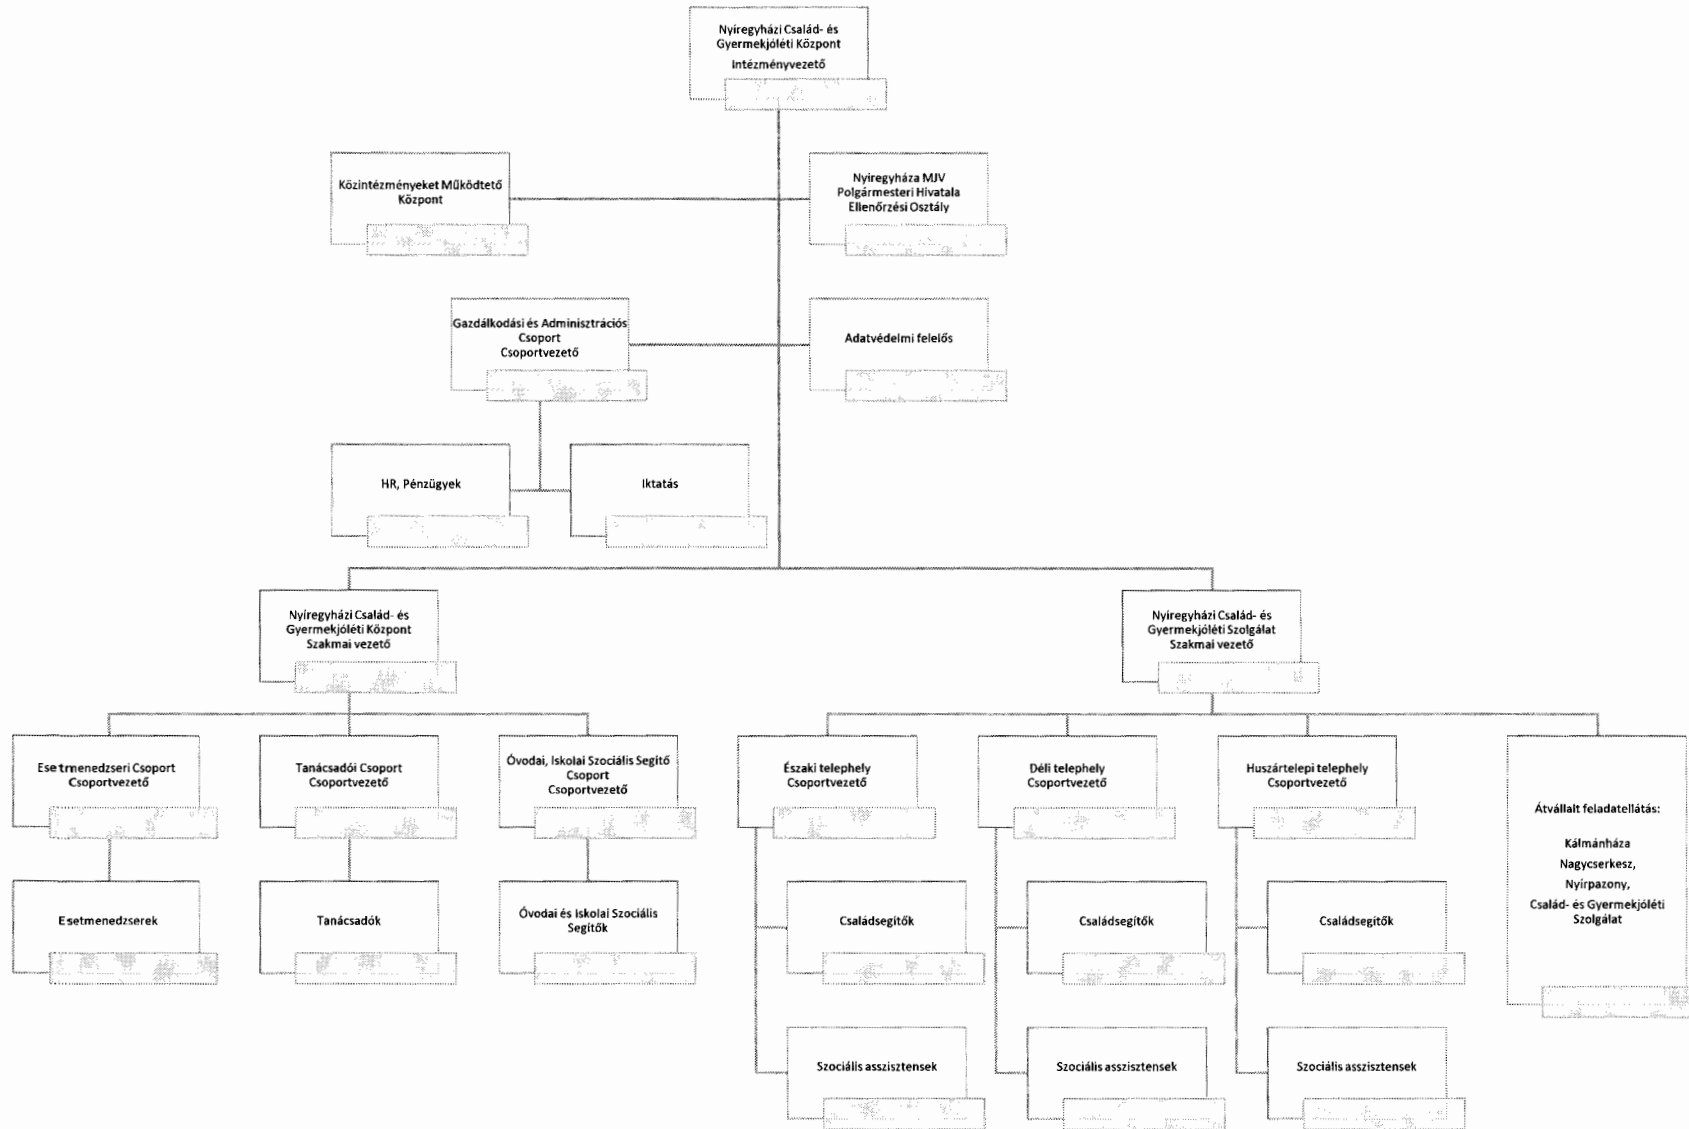 Nyíregyházi Család- és
Gyermekjóléti Központ
Intézményvezető
Közintézményeket Működtető
Központ
Nyiregyháza MJV
Polgármesteri Hivatala
Ellenőrzési Osztály
Gazdálkodási és Adminisztrációs
Csoport
Csoportvezető
Adatvédelmi felelős
HR, Pénzügyek
Iktatás
Nyíregyházi Család- és
Gyermekjóléti Központ
Szakmai vezető
Nyíregyházi Család- és
Gyermekjóléti Szolgálat
Szakmai vezető
Esetmenedzseri Csoport
Csoportvezető
Tanácsadói Csoport
Csoportvezető
Óvodai, Iskolai Szociális Segítő
Csoport
Csoportvezető
Északi telephely
Csoportvezető
Déli telephely
Csoportvezető
Huszártelepi telephely
Csoportvezető
Átvállalt feladatellátás:
Kálmánháza
Nagycserkesz,
Nyírpazony,
Család- és Gyermekjóléti
Szolgálat
Esetmenedzserek
Tanácsadók
Óvodai és Iskolai Szociális
Segítők
Családsegítők
Családsegítők
Családsegítők
Szociális asszisztensek
Szociális asszisztensek
Szociális asszisztensek